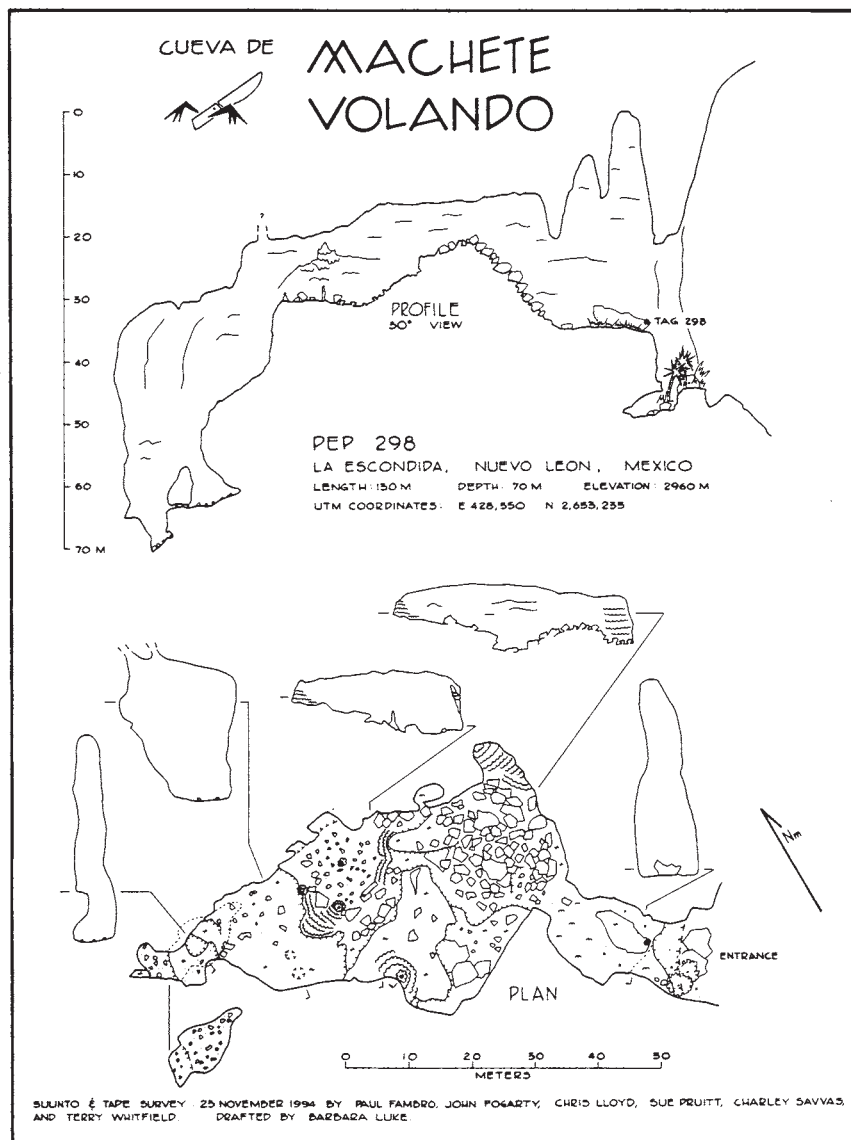 CUEVA DE
MACHETE
VOLANDO
0
10
20
30
40
50
60
70 M
?
PROFILE
50° VIEW
TAG 298
PEP 298
LA ESCONDIDA, NUEVO LEON, MEXICO
LENGTH: 130 M DEPTH: 70 M ELEVATION: 2960 M
UTM COORDINATES: E 428,550 N 2,653,235
Nm
ENTRANCE
PLAN
0 10 20 30 40 50
METERS
SUUNTO & TAPE SURVEY: 25 NOVEMBER 1994 BY PAUL FAMBRO, JOHN FOGARTY, CHRIS LLOYD, SUE PRUITT, CHARLEY SAVVAS,
AND TERRY WHITFIELD. DRAFTED BY BARBARA LUKE.